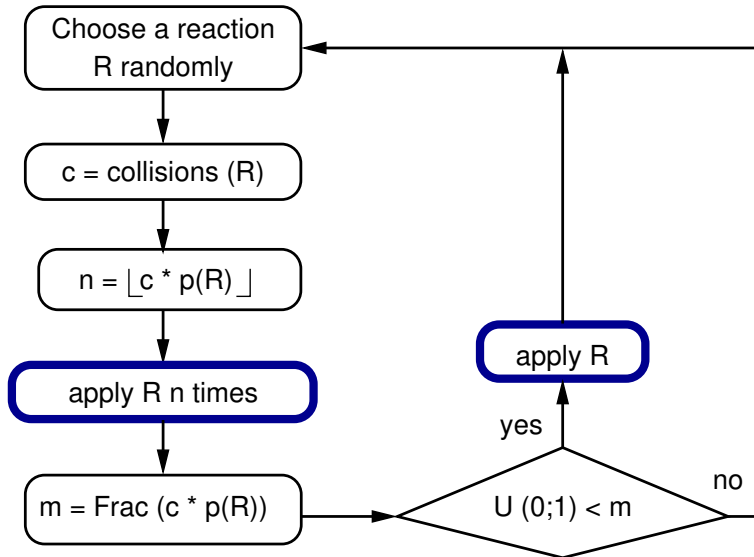 Choose a reaction
R randomly
c = collisions (R)
n = ⌊c * p(R) ⌋
apply R n times
m = Frac (c * p(R))
U (0;1) < m
yes
no
apply R